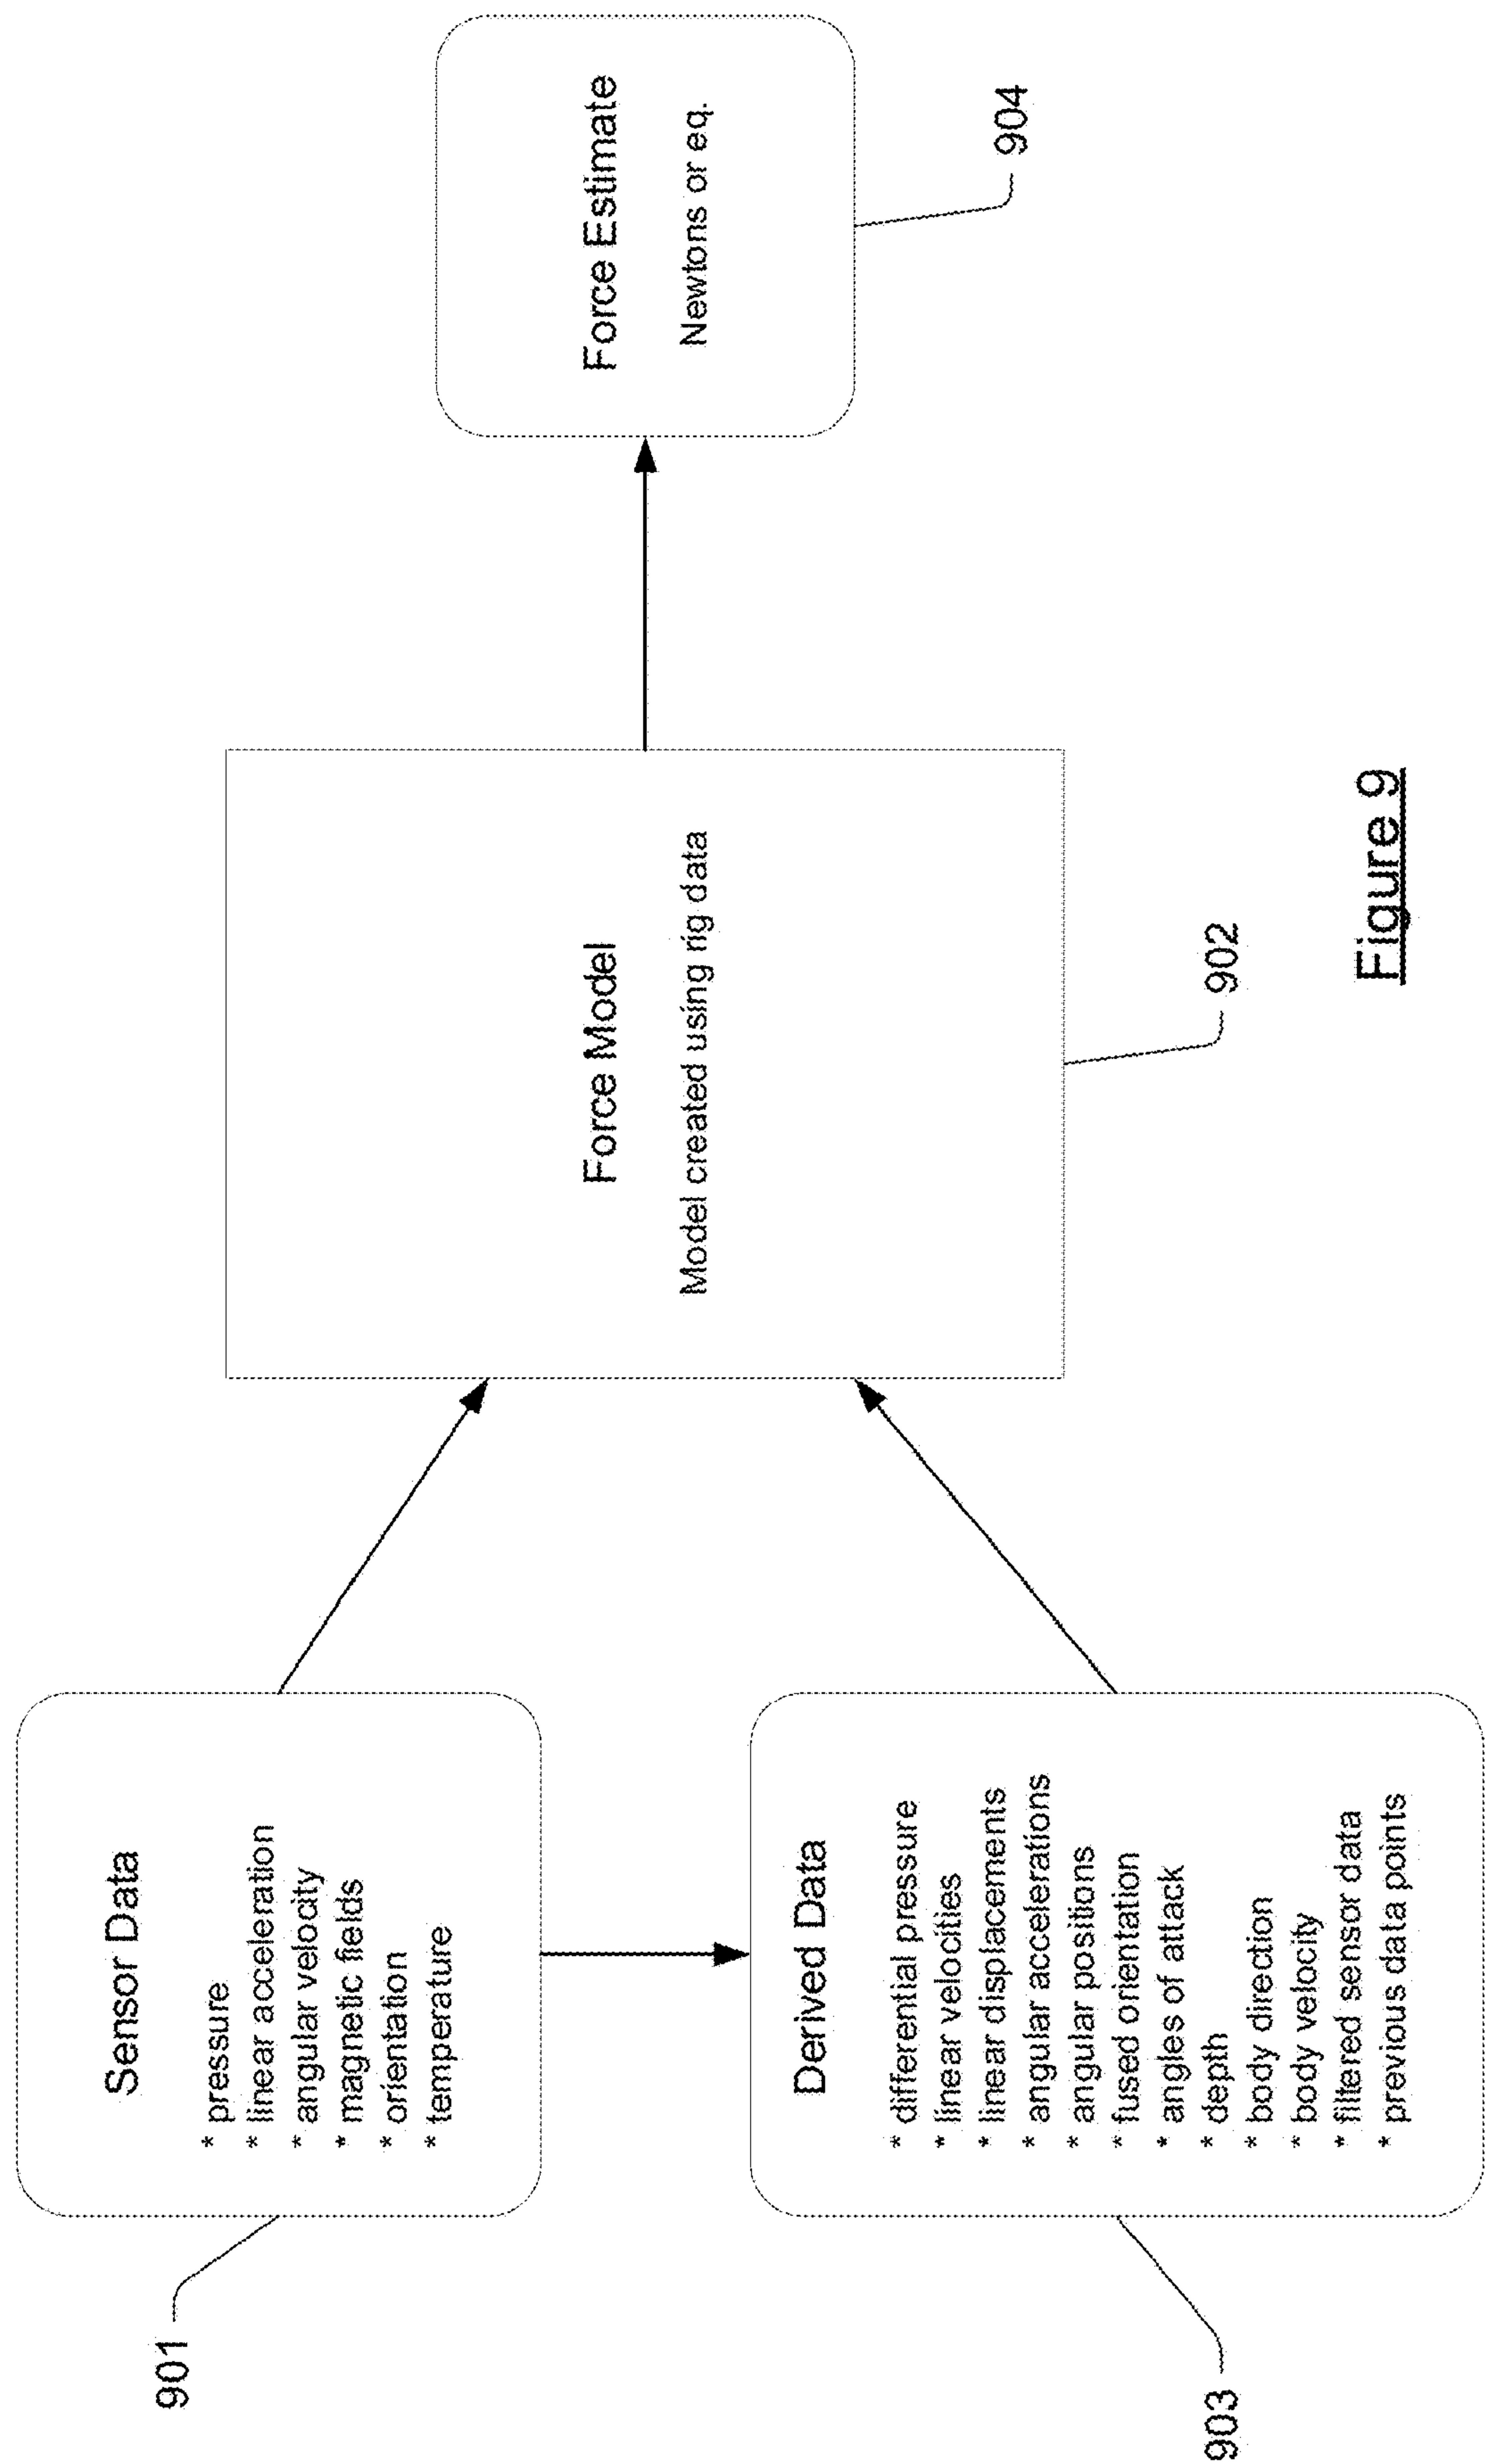 901
Sensor Data
* pressure
* linear acceleration
* angular velocity
* magnetic fields
* orientation
* temperature
903
Derived Data
* differential pressure
* linear velocities
* linear displacements
* angular accelerations
* angular positions
* fused orientation
* angles of attack
* depth
* body direction
* body velocity
* filtered sensor data
* previous data points
Force Model
Model created using rig data
902
Force Estimate
Newtons or eq.
904
Figure 9